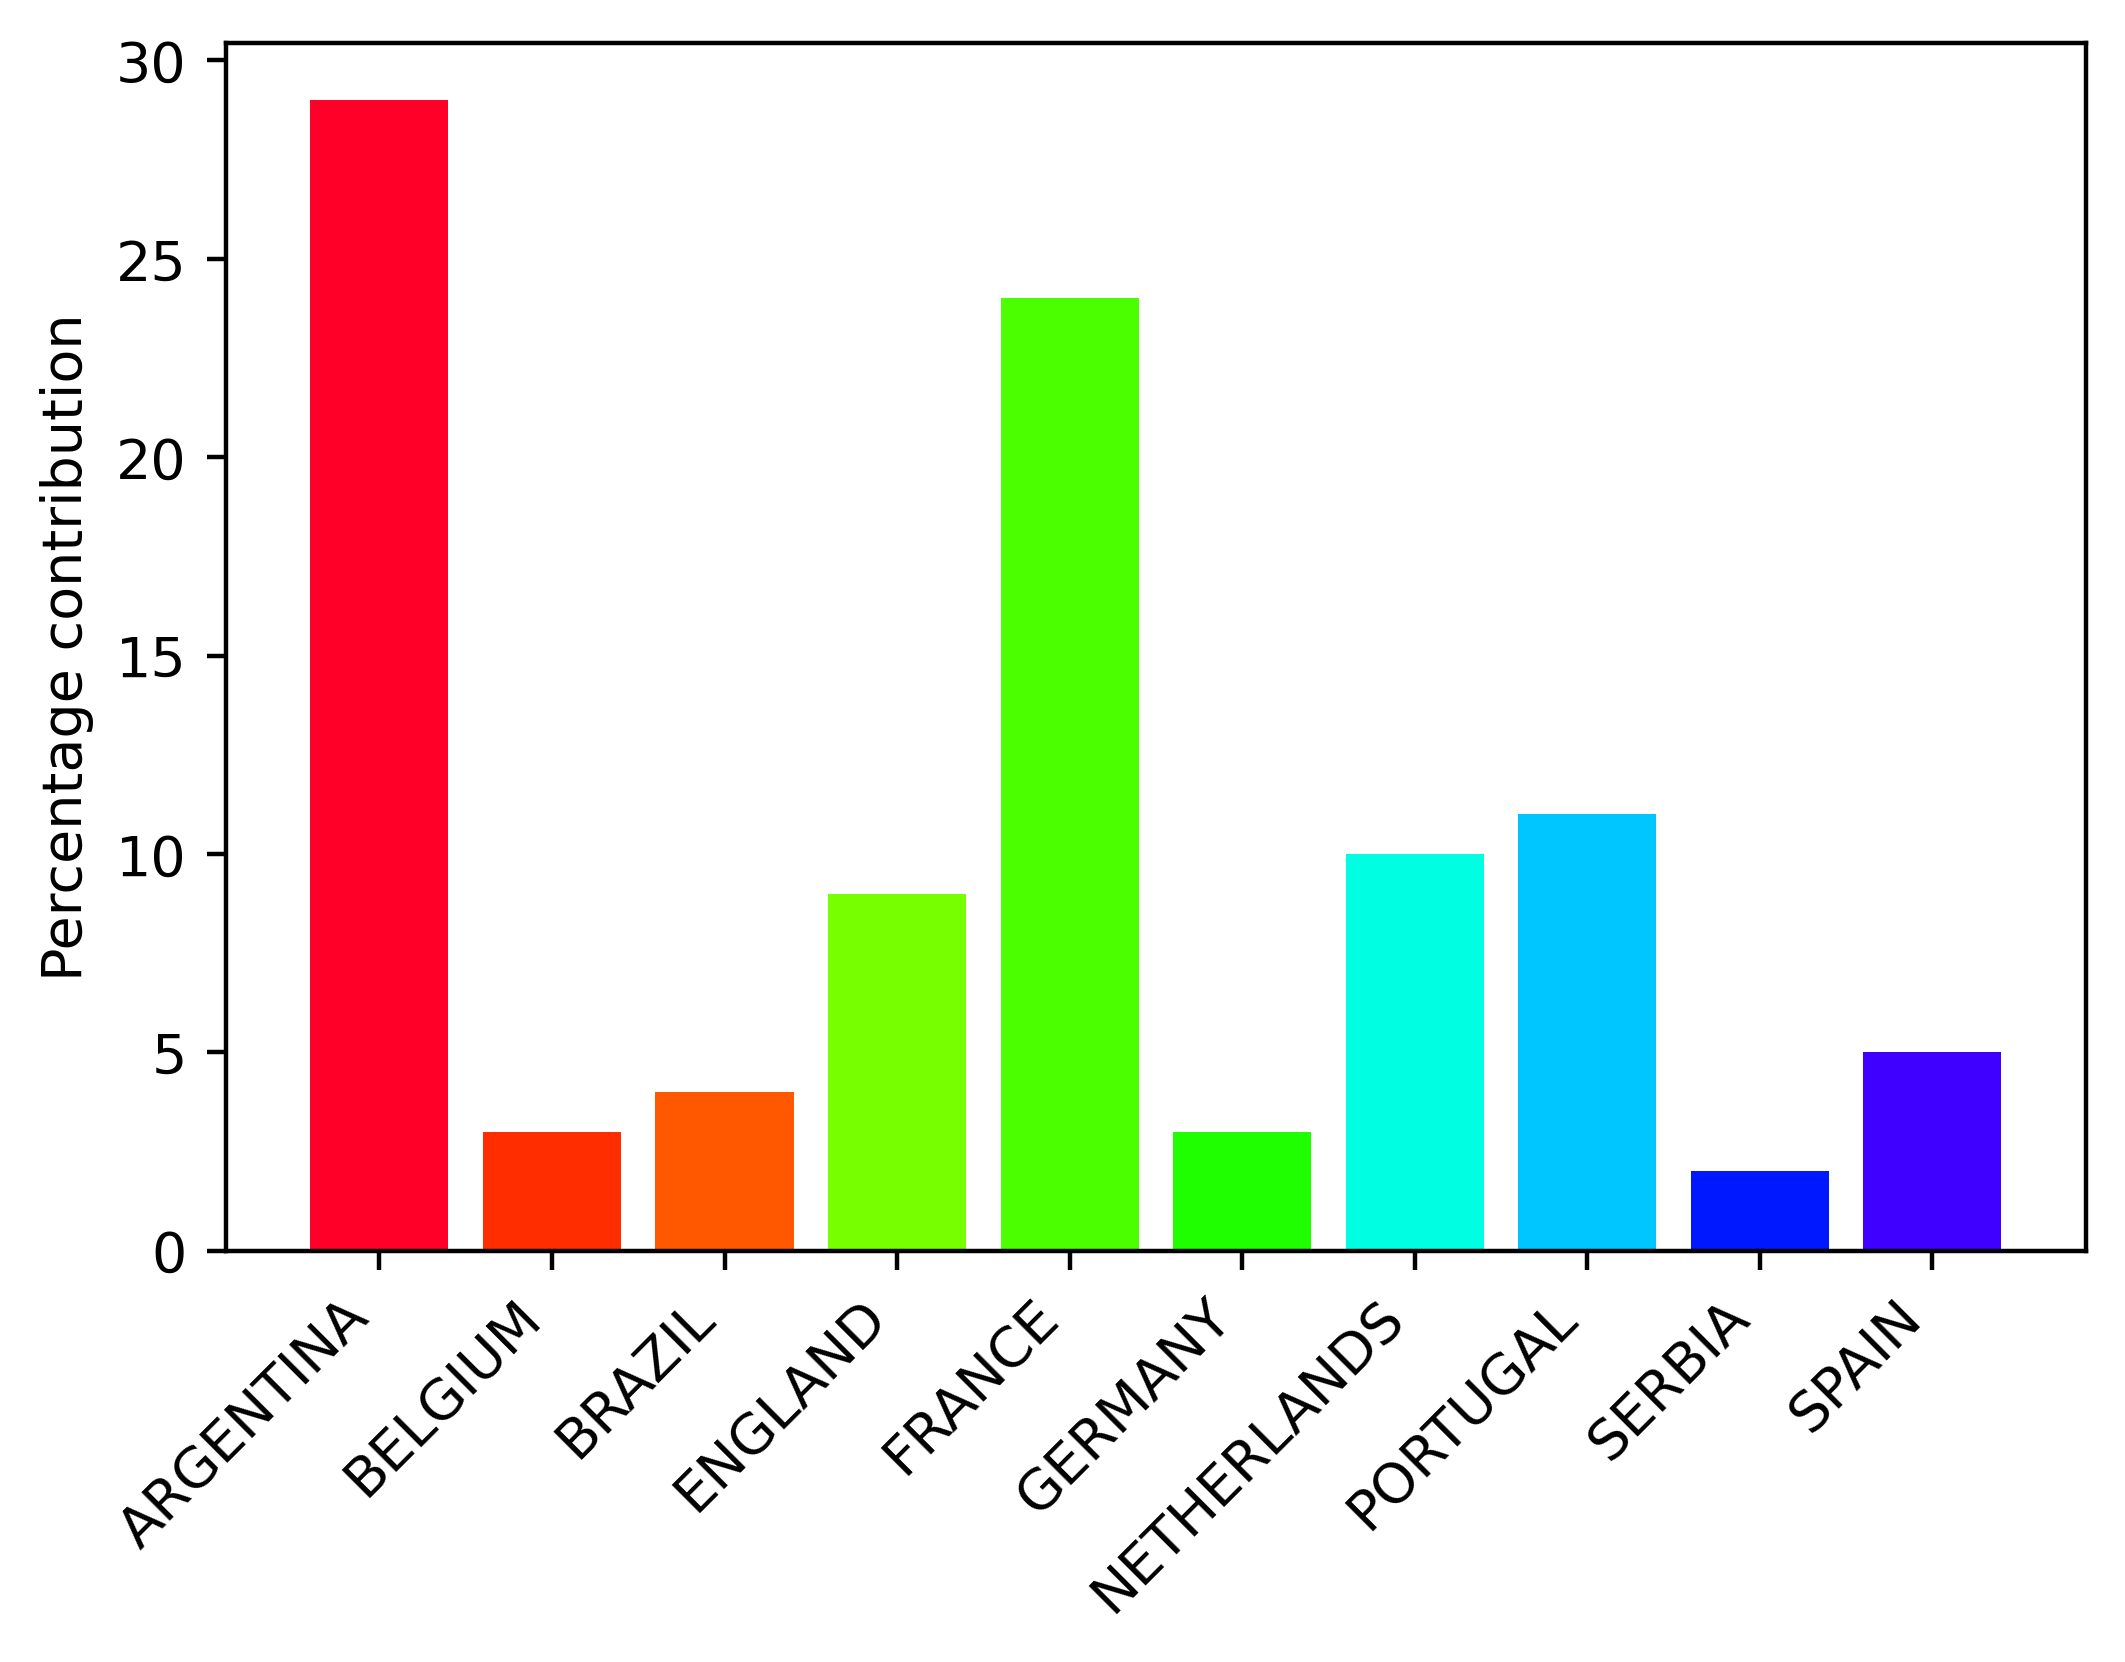 Percentage contribution
30
25
20
15
10
5
0
ARGENTINA
BELGIUM
BRAZIL
ENGLAND
FRANCE
GERMANY
NETHERLANDS
PORTUGAL
SERBIA
SPAIN